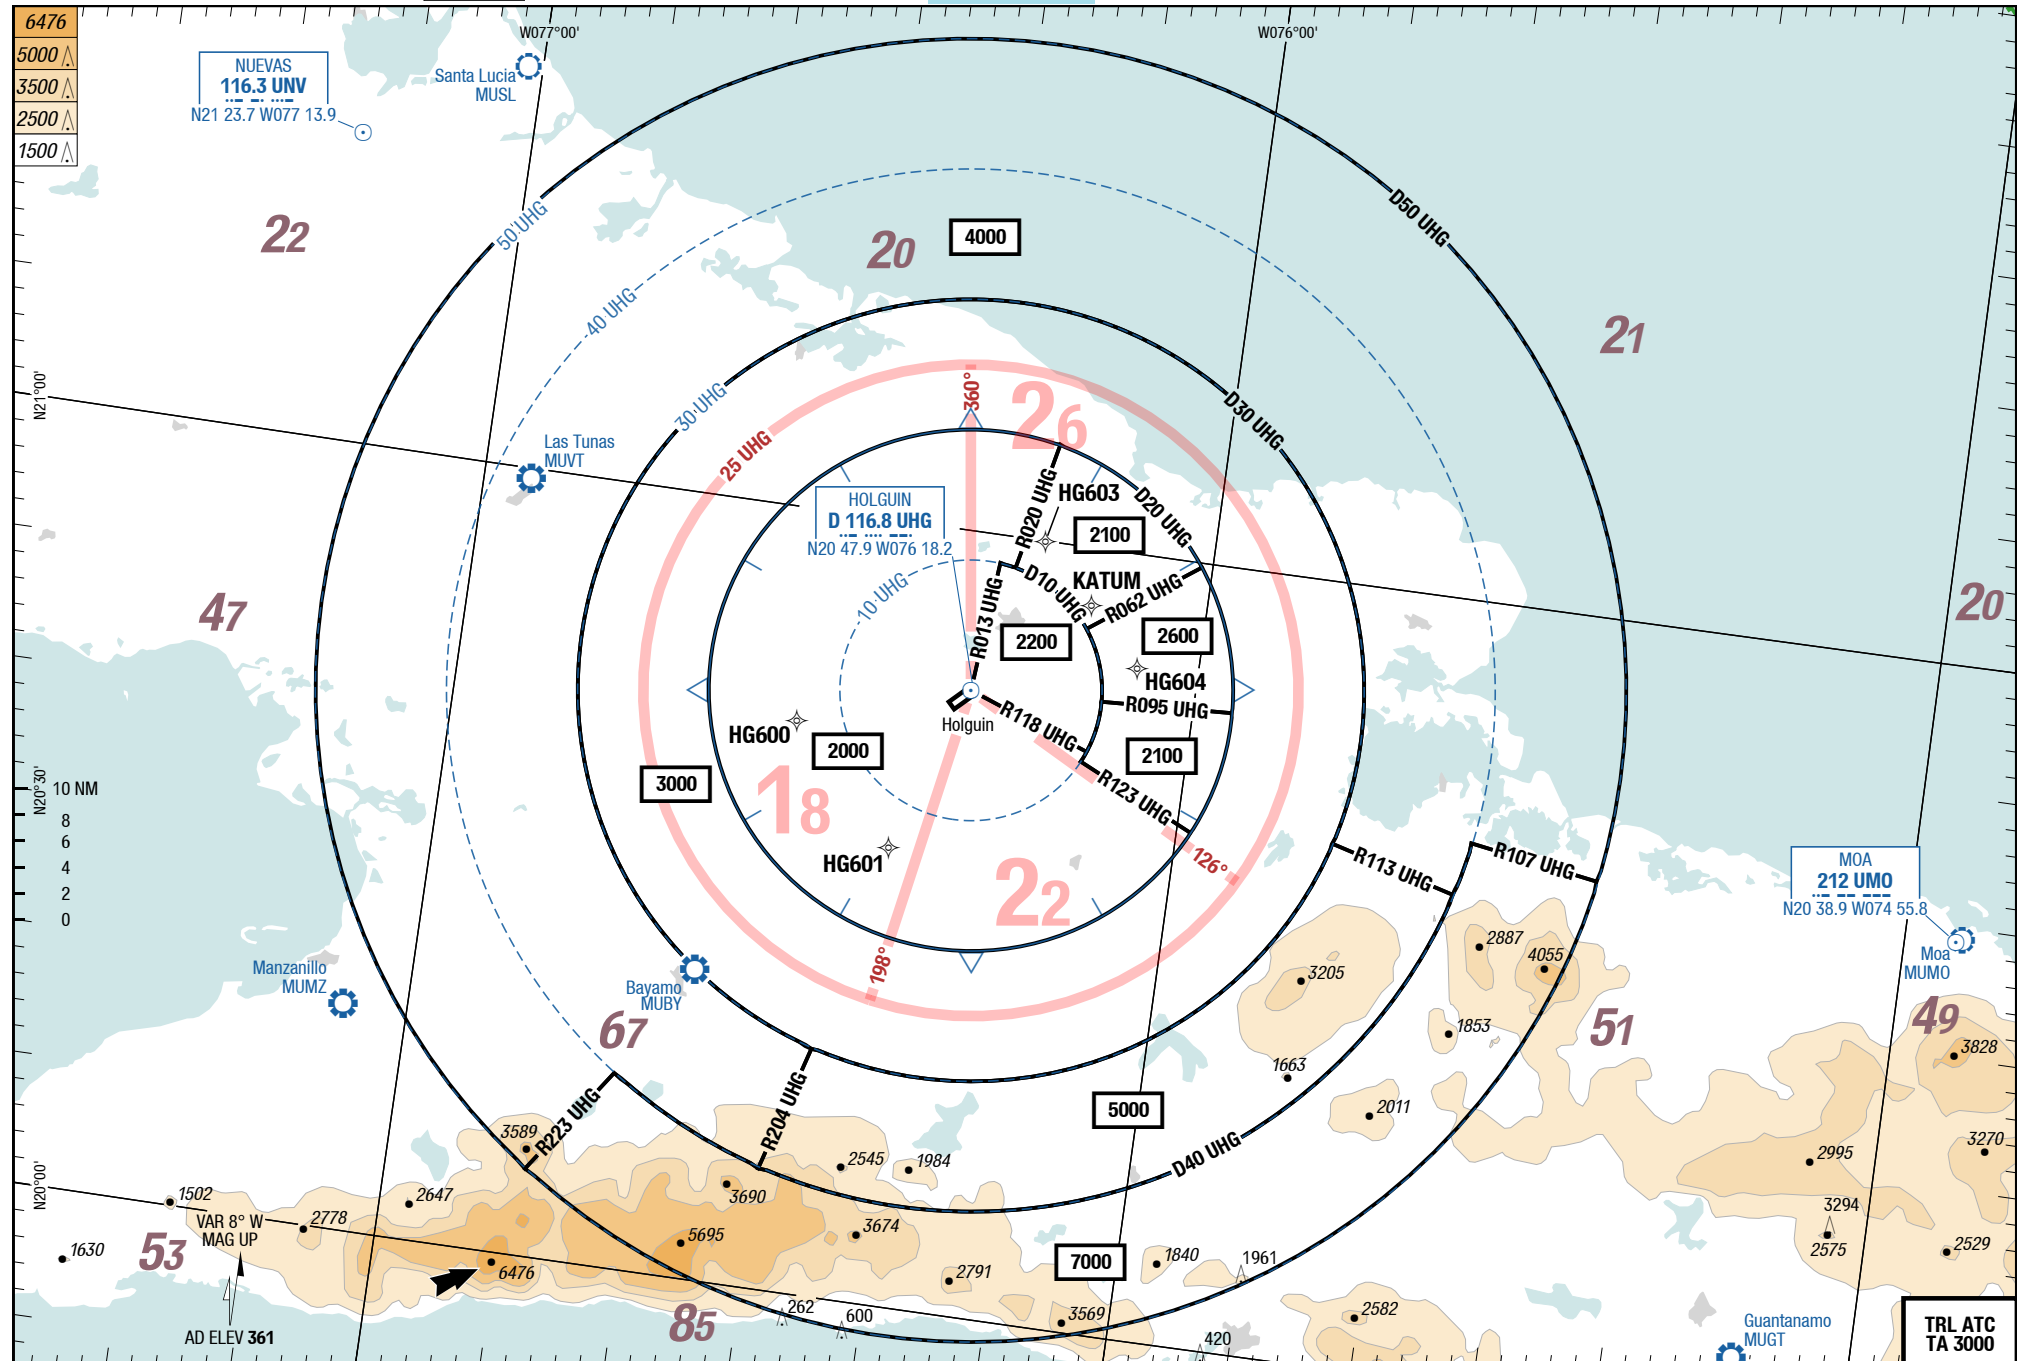 6476
5000
3500
2500
1500
W077°00'
W076°00'
NUEVAS
116.3 UNV
N21 23.7 W077 13.9
Santa Lucia
MUSL
50 UHG
D50 UHG
22
20
4000
40 UHG
21
N21°00'
30 UHG
D30 UHG
360°
26
25 UHG
Las Tunas
MUVT
HOLGUIN
D 116.8 UHG
N20 47.9 W076 18.2
R020 UHG
HG603
D20 UHG
2100
10 UHG
D10 UHG
KATUM
R062 UHG
R013 UHG
47
20
2200
2600
HG604
R095 UHG
R118 UHG
Holguin
HG600
2000
2100
3000
R123 UHG
18
N20°30'
10 NM
8
6
4
2
0
HG601
22
126°
R113 UHG
R107 UHG
MOA
212 UMO
N20 38.9 W074 55.8
Moa
MUMO
198°
Manzanillo
MUMZ
Bayamo
MUBY
67
2887
4055
3205
1853
51
49
3828
1663
2011
R204 UHG
R223 UHG
5000
D40 UHG
3589
2545
1984
2995
3270
N20°00'
1502
2647
3690
2778
VAR 8° W
MAG UP
53
1630
5695
3674
3294
2575
2529
6476
7000
1840
1961
2791
AD ELEV 361
85
262
600
3569
2582
420
Guantanamo
MUGT
TRL ATC
TA 3000